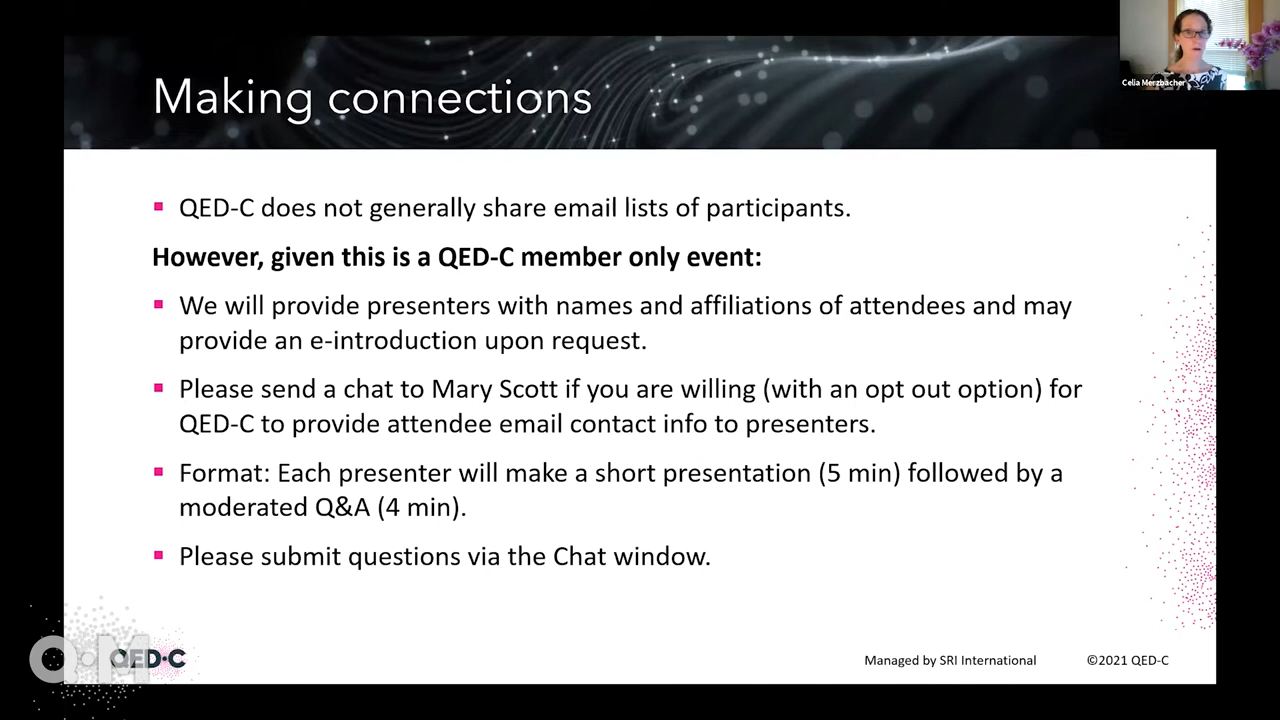 Making connections
Celia Merzbacher
▪ QED-C does not generally share email lists of participants.
However, given this is a QED-C member only event:
▪ We will provide presenters with names and affiliations of attendees and may
provide an e-introduction upon request.
▪ Please send a chat to Mary Scott if you are willing (with an opt out option) for
QED-C to provide attendee email contact info to presenters.
▪ Format: Each presenter will make a short presentation (5 min) followed by a
moderated Q&A (4 min).
▪ Please submit questions via the Chat window.
QED·C
Managed by SRI International
©2021 QED-C